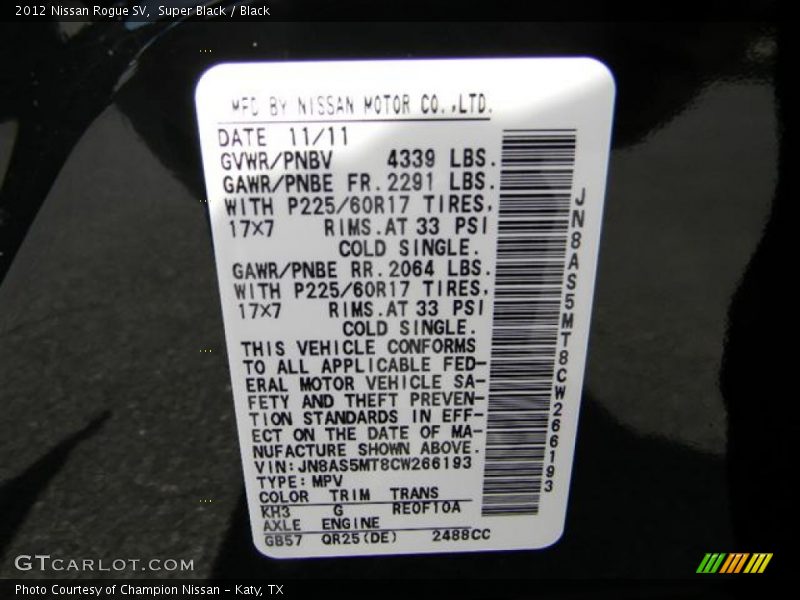 2012 Nissan Rogue SV,  Super Black / Black
MFD BY NISSAN MOTOR CO.,LTD.
DATE 11/11
GVWR/PNBV 4339 LBS.
GAWR/PNBE FR.2291 LBS.
WITH P225/60R17 TIRES.
17x7 RIMS.AT 33 PSI
COLD SINGLE.
GAWR/PNBE RR.2064 LBS.
WITH P225/60R17 TIRES.
17x7 RIMS.AT 33 PSI
COLD SINGLE.
THIS VEHICLE CONFORMS
TO ALL APPLICABLE FED-
ERAL MOTOR VEHICLE SA-
FETY AND THEFT PREVEN-
TION STANDARDS IN EFF-
ECT ON THE DATE OF MA-
NUFACTURE SHOWN ABOVE.
VIN:JN8AS5MT8CW266193
TYPE:MPV
COLOR TRIM TRANS
KH3 G RE0F10A
AXLE ENGINE
GB57 QR25(DE) 2488CC
JN8AS5MT8CW266193
GTCARLOT.COM
Photo Courtesy of Champion Nissan - Katy, TX